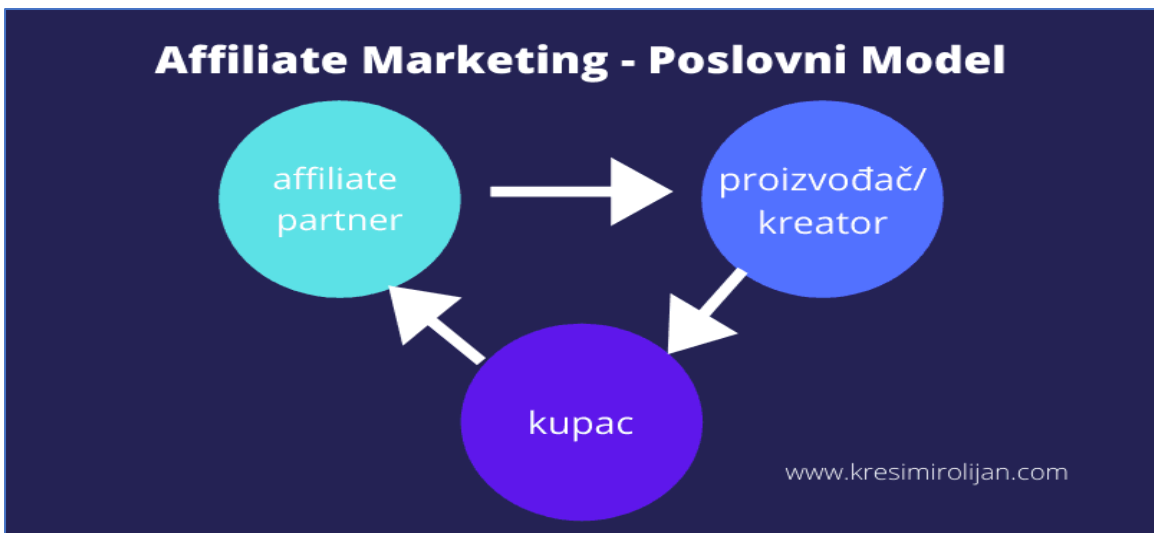 Affiliate Marketing - Poslovni Model
affiliate
partner
proizvođač/
kreator
kupac
www.kresimirolijan.com